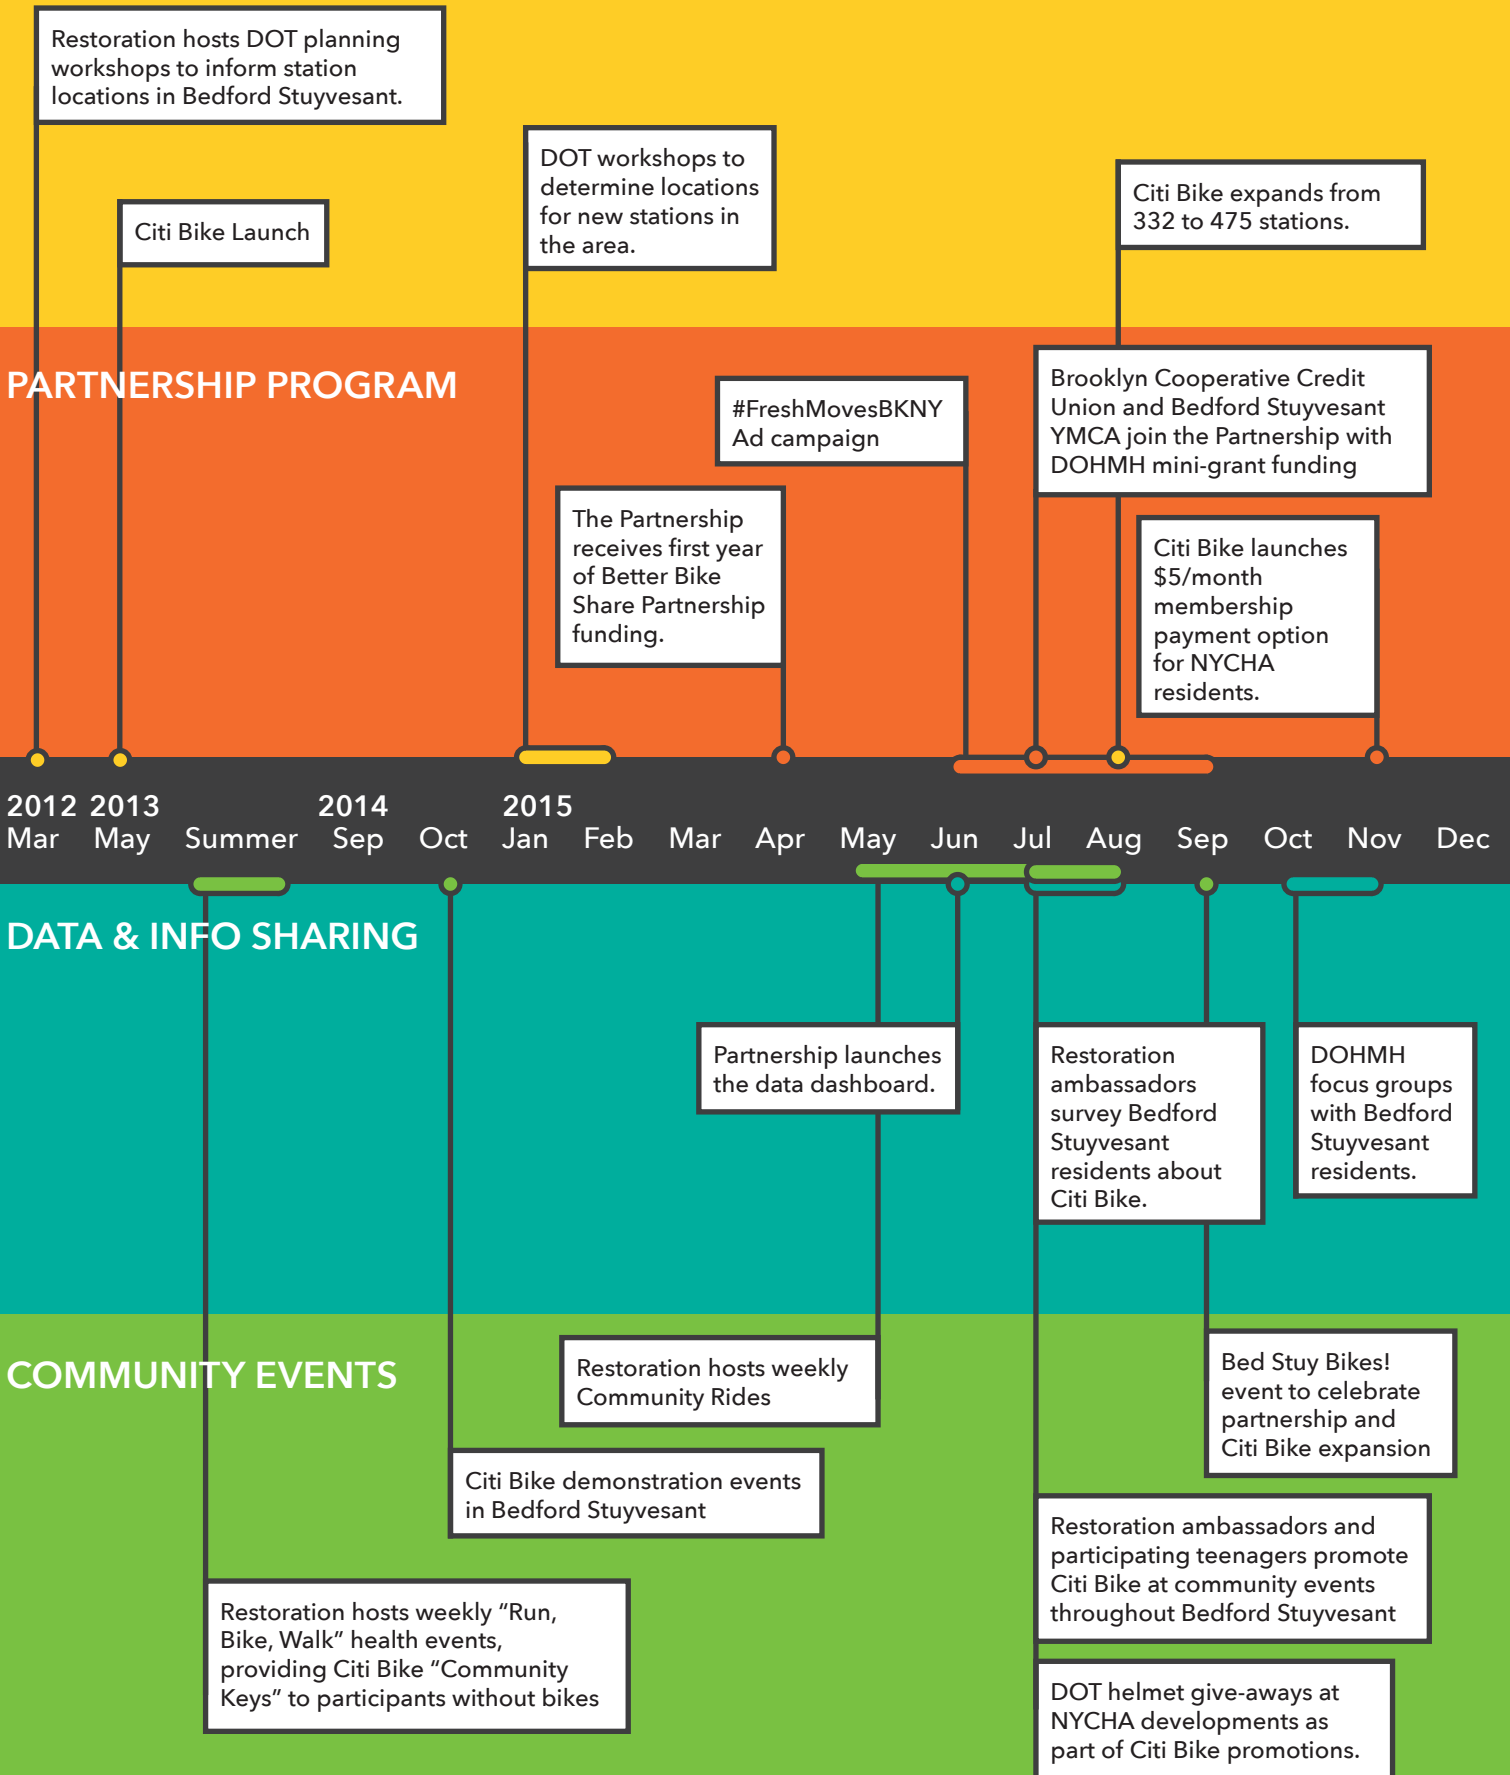 Restoration hosts DOT planning
workshops to inform station
locations in Bedford Stuyvesant.
Citi Bike Launch
DOT workshops to
determine locations
for new stations in
the area.
Citi Bike expands from
332 to 475 stations.
PARTNERSHIP PROGRAM
#FreshMovesBKNY
Ad campaign
Brooklyn Cooperative Credit
Union and Bedford Stuyvesant
YMCA join the Partnership with
DOHMH mini-grant funding
The Partnership
receives first year
of Better Bike
Share Partnership
funding.
Citi Bike launches
$5/month
membership
payment option
for NYCHA
residents.
2012 2013 2014 2015
Mar May Summer Sep Oct Jan Feb Mar Apr May Jun Jul Aug Sep Oct Nov Dec
DATA & INFO SHARING
Partnership launches
the data dashboard.
Restoration
ambassadors
survey Bedford
Stuyvesant
residents about
Citi Bike.
DOHMH
focus groups
with Bedford
Stuyvesant
residents.
COMMUNITY EVENTS
Restoration hosts weekly
Community Rides
Bed Stuy Bikes!
event to celebrate
partnership and
Citi Bike expansion
Citi Bike demonstration events
in Bedford Stuyvesant
Restoration ambassadors and
participating teenagers promote
Citi Bike at community events
throughout Bedford Stuyvesant
Restoration hosts weekly “Run,
Bike, Walk” health events,
providing Citi Bike “Community
Keys” to participants without bikes
DOT helmet give-aways at
NYCHA developments as
part of Citi Bike promotions.